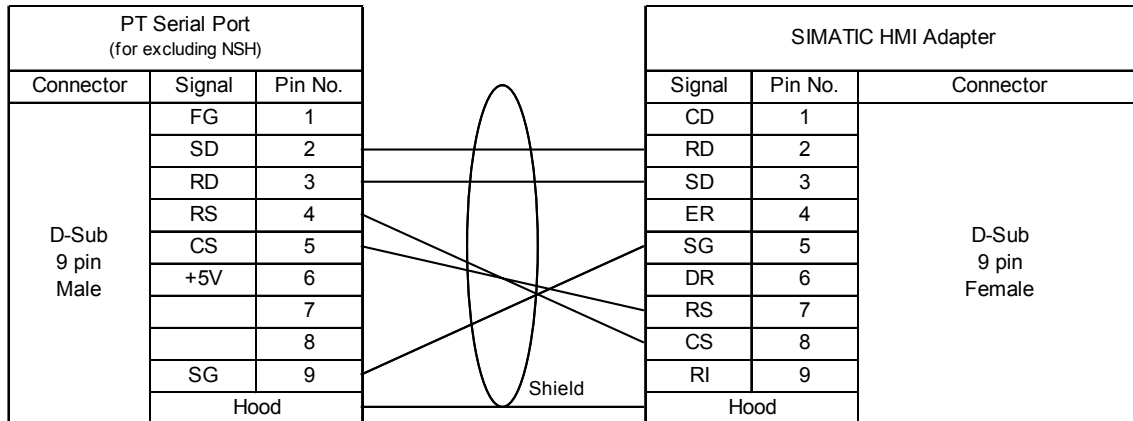 PT Serial Port
(for excluding NSH)
Connector Signal Pin No.
FG 1
SD 2
RD 3
RS 4
CS 5
+5V 6
7
8
SG 9
Hood
D-Sub
9 pin
Male
Shield
SIMATIC HMI Adapter
Signal Pin No. Connector
CD 1
RD 2
SD 3
ER 4
SG 5
DR 6
RS 7
CS 8
RI 9
Hood
D-Sub
9 pin
Female